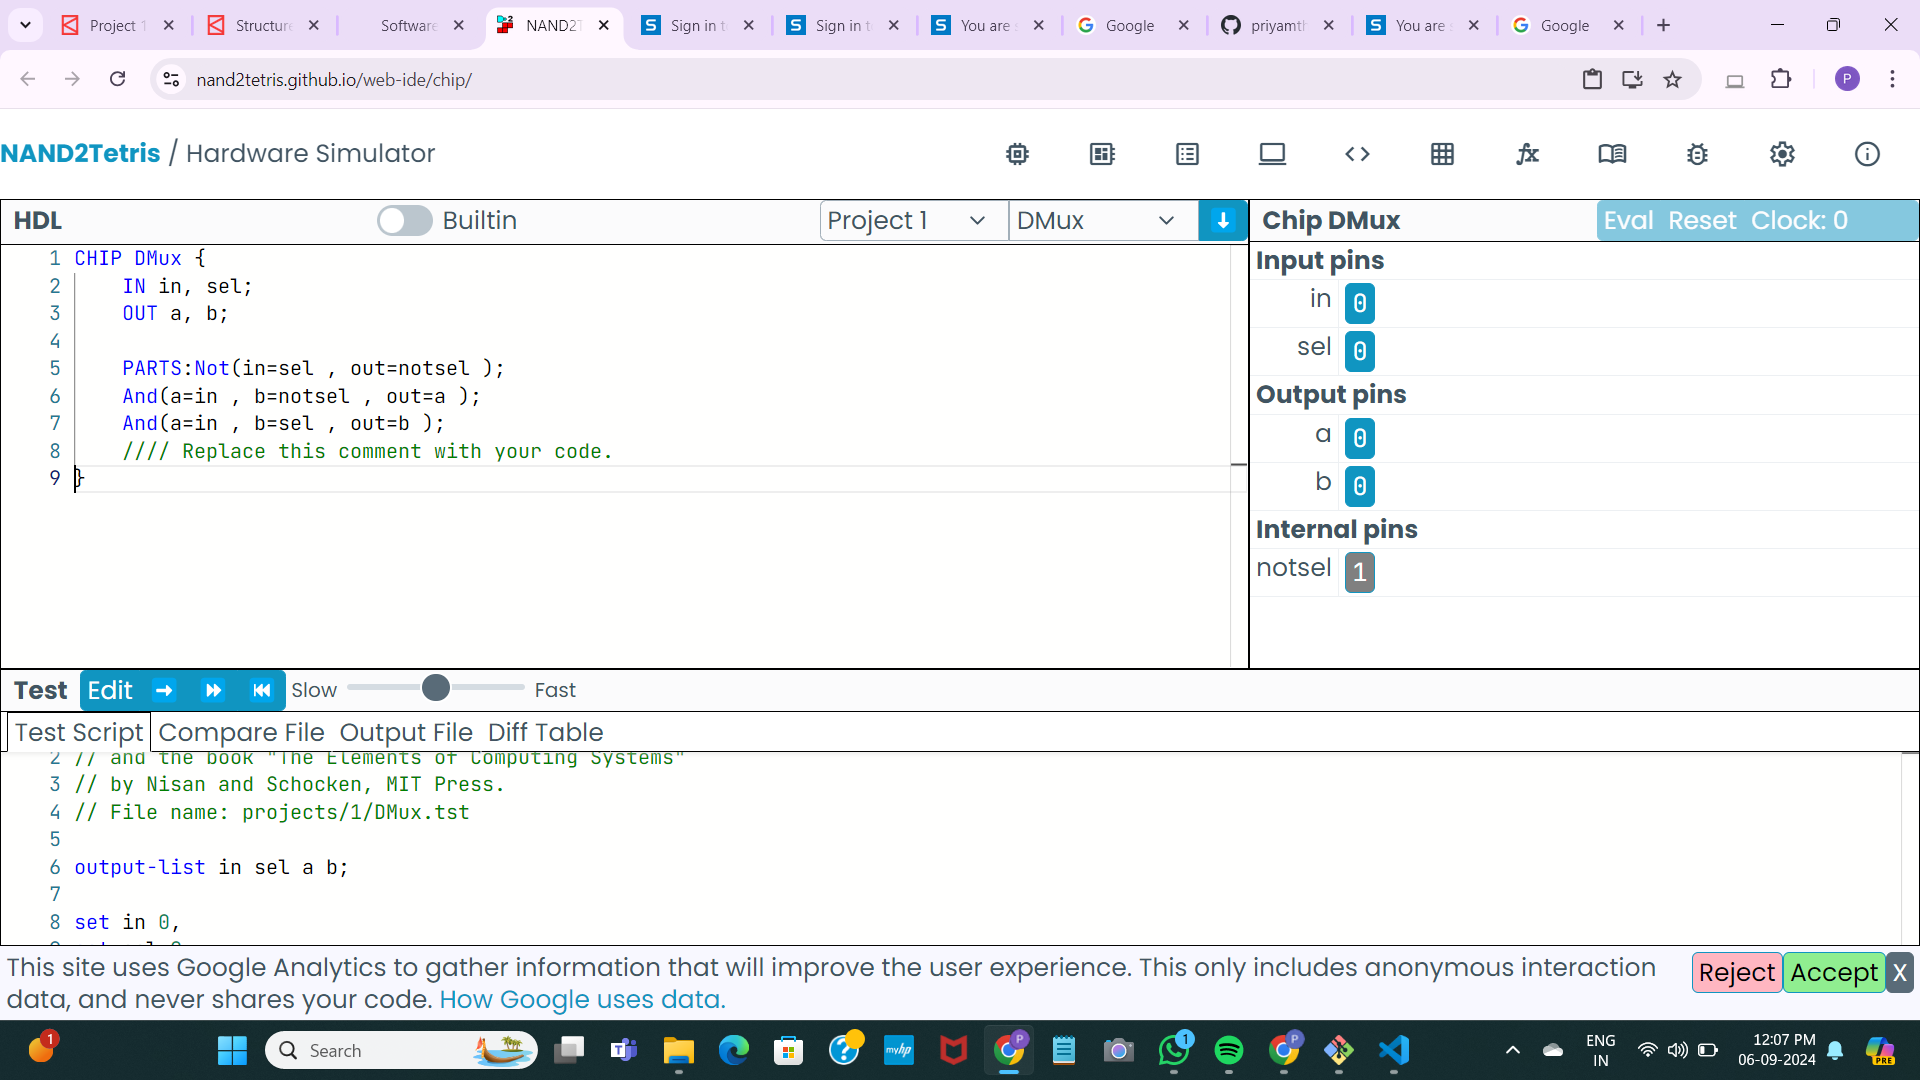 Project 1
Structure
Software
NAND2T
Sign in t
Sign in t
You are s
Google
priyamth
You are s
Google
nand2tetris.github.io/web-ide/chip/
P
NAND2Tetris / Hardware Simulator
HDL
Builtin
Project 1
DMux
Chip DMux
Eval Reset Clock: 0
1 CHIP DMux {
2 IN in, sel;
3 OUT a, b;
4
5 PARTS:Not(in=sel , out=notsel );
6 And(a=in , b=notsel , out=a );
7 And(a=in , b=sel , out=b );
8 //// Replace this comment with your code.
9 }
Input pins
in 0
sel 0
Output pins
a 0
b 0
Internal pins
notsel 1
Test Edit Slow Fast
Test Script Compare File Output File Diff Table
2 // and the book "The Elements of Computing Systems"
3 // by Nisan and Schocken, MIT Press.
4 // File name: projects/1/DMux.tst
5
6 output-list in sel a b;
7
8 set in 0,
This site uses Google Analytics to gather information that will improve the user experience. This only includes anonymous interaction
data, and never shares your code. How Google uses data.
Reject Accept X
1
Search
myhp
P
1
P
ENG
IN
12:07 PM
06-09-2024
PRE